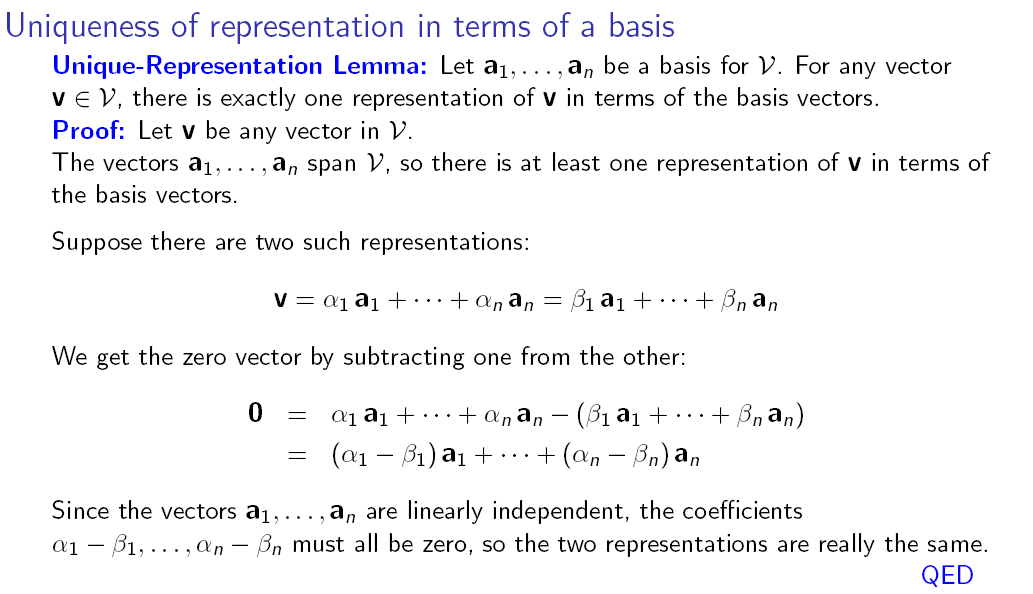 Uniqueness of representation in terms of a basis
Unique-Representation Lemma: Let a₁, . . . , aₙ be a basis for 𝒱. For any vector
v ∈ 𝒱, there is exactly one representation of v in terms of the basis vectors.
Proof: Let v be any vector in 𝒱.
The vectors a₁, . . . , aₙ span 𝒱, so there is at least one representation of v in terms of
the basis vectors.
Suppose there are two such representations:
v = α₁ a₁ + · · · + αₙ aₙ = β₁ a₁ + · · · + βₙ aₙ
We get the zero vector by subtracting one from the other:
0 = α₁ a₁ + · · · + αₙ aₙ − (β₁ a₁ + · · · + βₙ aₙ)
= (α₁ − β₁) a₁ + · · · + (αₙ − βₙ) aₙ
Since the vectors a₁, . . . , aₙ are linearly independent, the coefficients
α₁ − β₁, . . . , αₙ − βₙ must all be zero, so the two representations are really the same.
QED